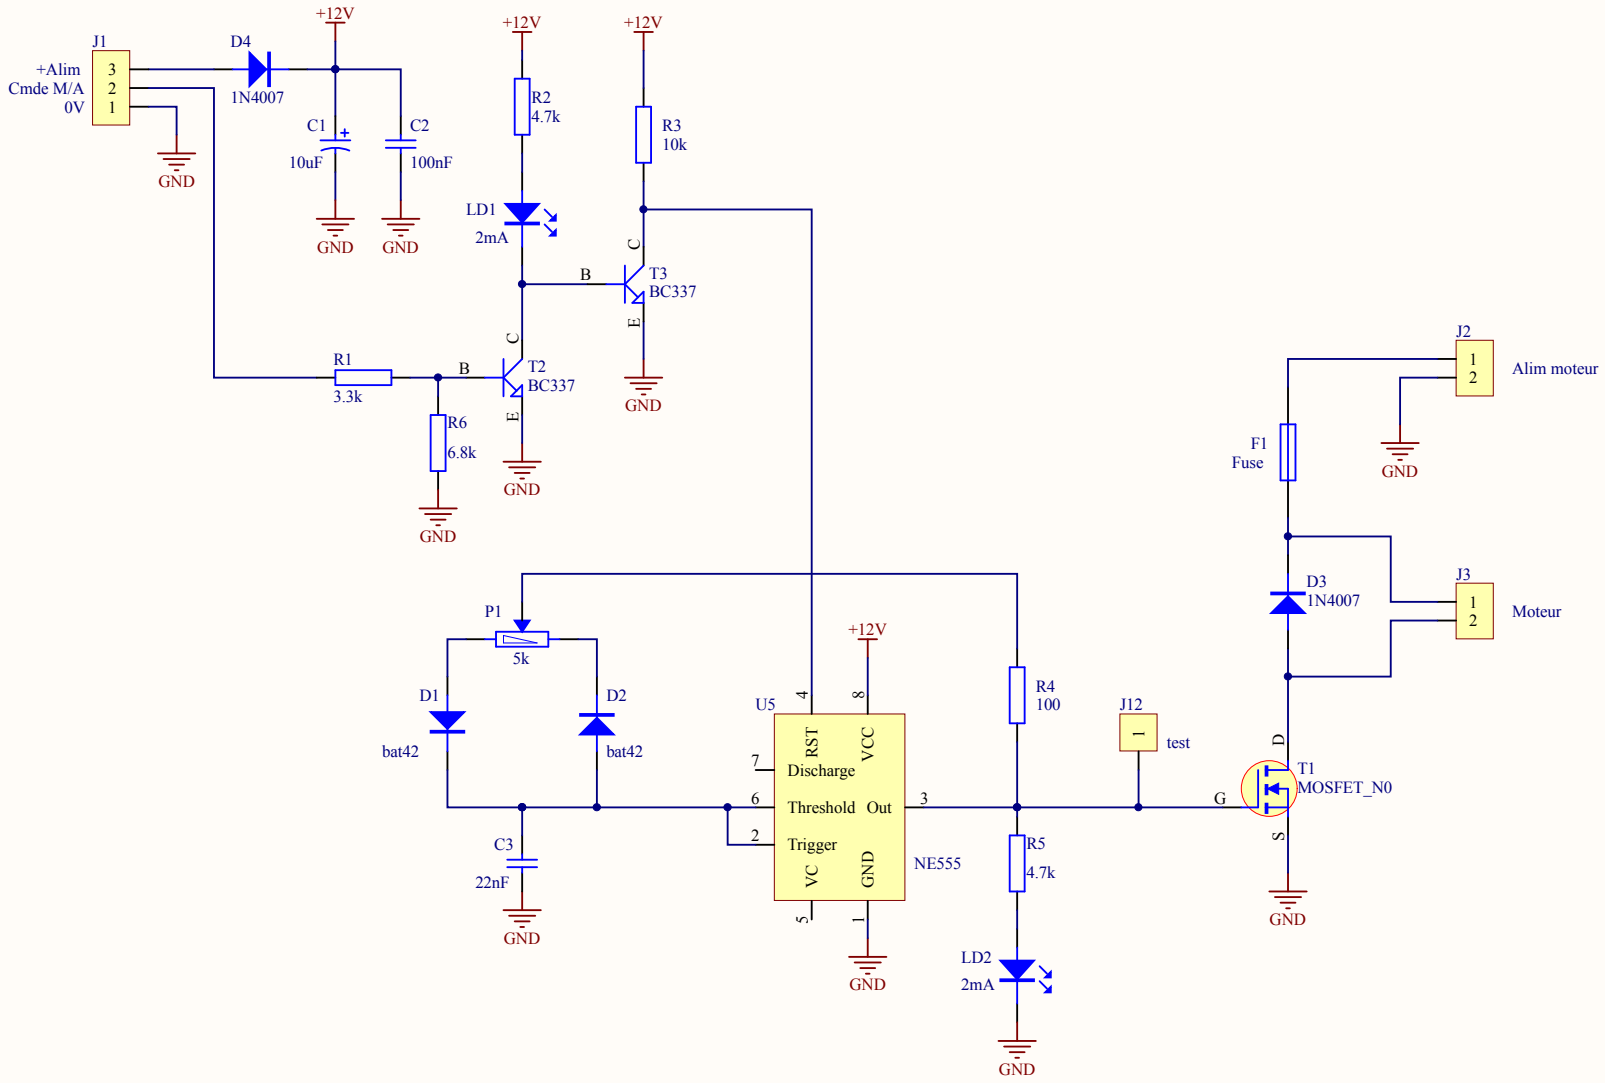 J1
+Alim
Cmde M/A
0V
3
2
1
GND
D4
1N4007
+12V
C1
+
10uF
GND
C2
100nF
GND
+12V
R2
4.7k
LD1
2mA
+12V
R3
10k
C
B
T3
BC337
E
GND
R1
3.3k
B
C
T2
BC337
E
GND
R6
6.8k
GND
J2
1
2
Alim moteur
GND
F1
Fuse
D3
1N4007
J3
1
2
Moteur
P1
5k
D1
bat42
D2
bat42
C3
22nF
GND
+12V
U5
4
8
RST
VCC
7
Discharge
6
Threshold
Out
3
2
Trigger
VC
GND
NE555
5
1
GND
R4
100
J12
1
test
R5
4.7k
LD2
2mA
GND
D
G
T1
MOSFET_N0
S
GND